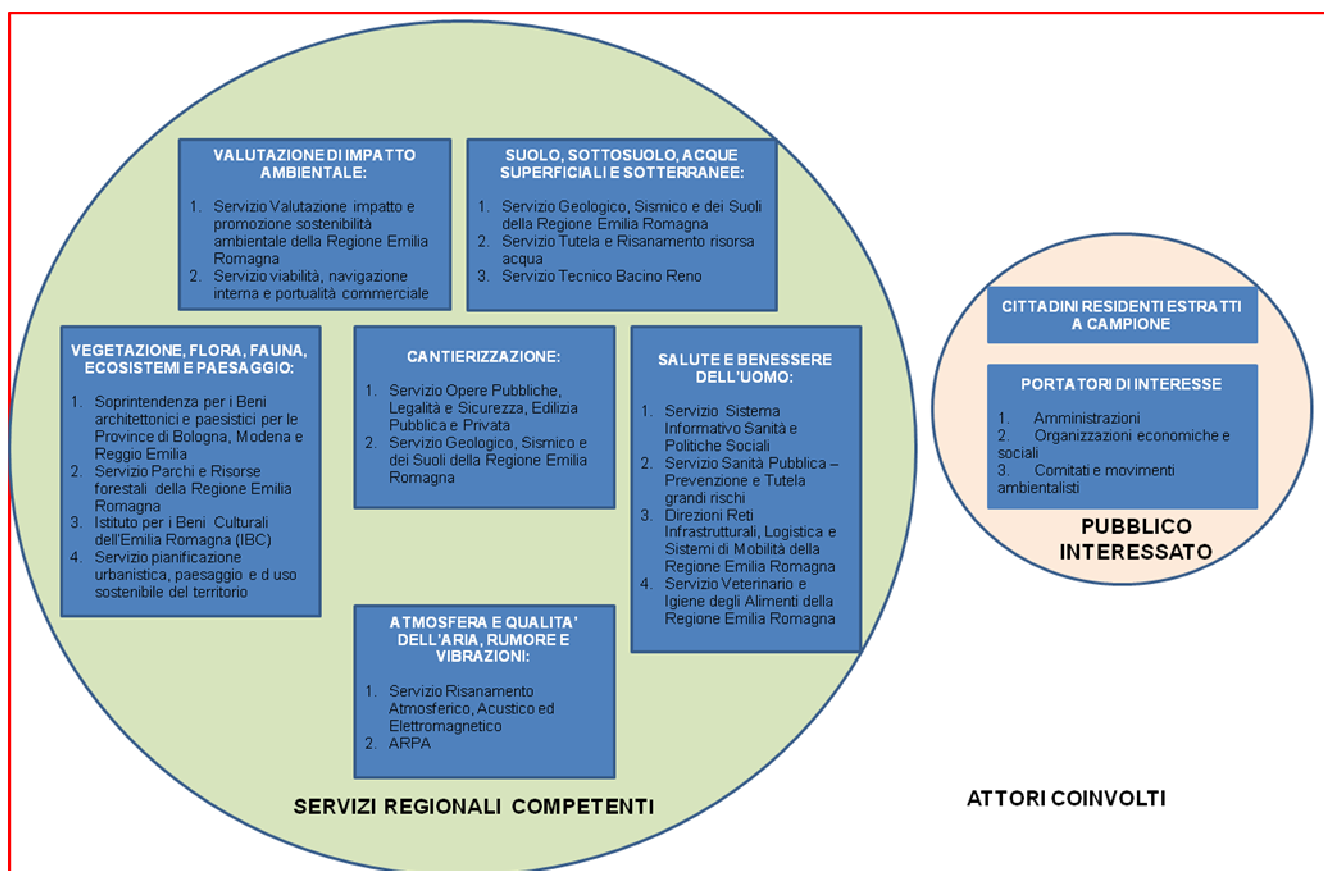 VALUTAZIONE DI IMPATTO
AMBIENTALE:
1. Servizio Valutazione impatto e
promozione sostenibilità
ambientale della Regione Emilia
Romagna
2. Servizio viabilità, navigazione
interna e portualità commerciale
SUOLO, SOTTOSUOLO, ACQUE
SUPERFICIALI E SOTTERRANEE:
1. Servizio Geologico, Sismico e dei Suoli
della Regione Emilia Romagna
2. Servizio Tutela e Risanamento risorsa
acqua
3. Servizio Tecnico Bacino Reno
VEGETAZIONE, FLORA, FAUNA,
ECOSISTEMI E PAESAGGIO:
1. Soprintendenza per i Beni
architettonici e paesistici per le
Province di Bologna, Modena e
Reggio Emilia
2. Servizio Parchi e Risorse
forestali della Regione Emilia
Romagna
3. Istituto per i Beni Culturali
dell'Emilia Romagna (IBC)
4. Servizio pianificazione
urbanistica, paesaggio e d uso
sostenibile del territorio
CANTIERIZZAZIONE:
1. Servizio Opere Pubbliche,
Legalità e Sicurezza, Edilizia
Pubblica e Privata
2. Servizio Geologico, Sismico e
dei Suoli della Regione Emilia
Romagna
SALUTE E BENESSERE
DELL'UOMO:
1. Servizio Sistema
Informativo Sanità e
Politiche Sociali
2. Servizio Sanità Pubblica –
Prevenzione e Tutela
grandi rischi
3. Direzioni Reti
Infrastrutturali, Logistica e
Sistemi di Mobilità della
Regione Emilia Romagna
4. Servizio Veterinario e
Igiene degli Alimenti della
Regione Emilia Romagna
ATMOSFERA E QUALITA'
DELL'ARIA, RUMORE E
VIBRAZIONI:
1. Servizio Risanamento
Atmosferico, Acustico ed
Elettromagnetico
2. ARPA
SERVIZI REGIONALI COMPETENTI
CITTADINI RESIDENTI ESTRATTI
A CAMPIONE
PORTATORI DI INTERESSE
1. Amministrazioni
2. Organizzazioni economiche e
sociali
3. Comitati e movimenti
ambientalisti
PUBBLICO
INTERESSATO
ATTORI COINVOLTI